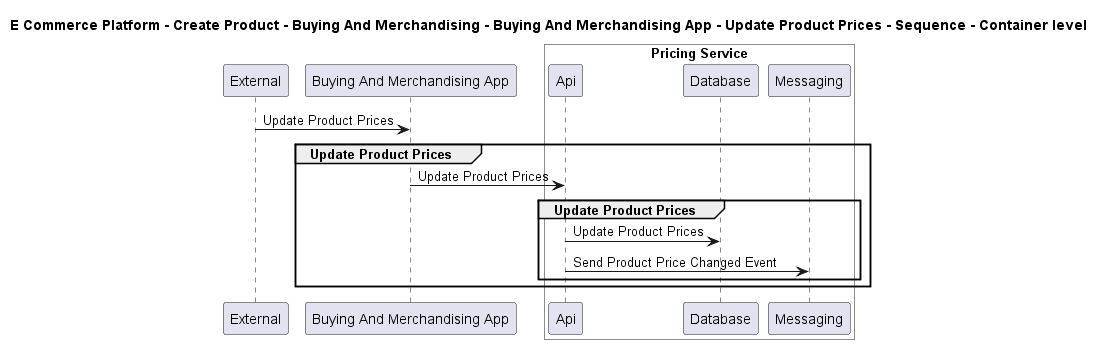 E Commerce Platform - Create Product - Buying And Merchandising - Buying And Merchandising App - Update Product Prices - Sequence - Container level
Pricing Service
External Buying And Merchandising App Api Database Messaging
Update Product Prices
Update Product Prices
Update Product Prices
Update Product Prices
Update Product Prices
Send Product Price Changed Event
External Buying And Merchandising App Api Database Messaging